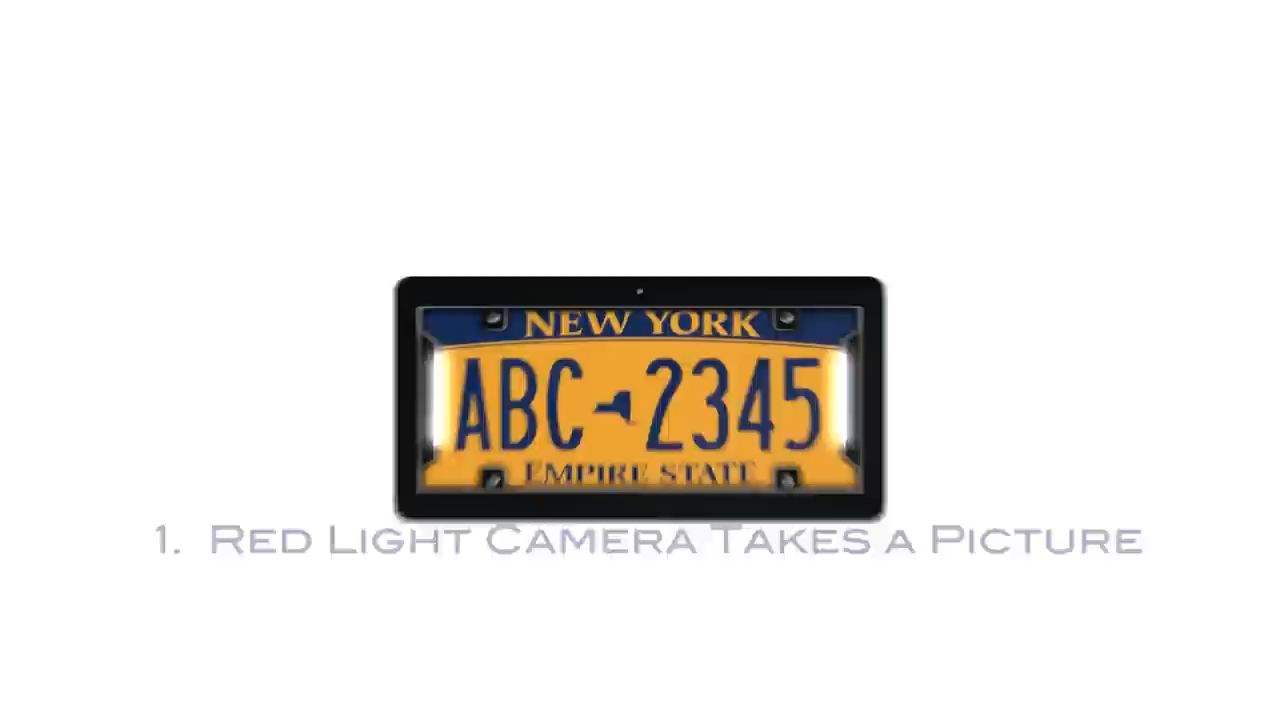 NEW YORK
ABC 2345
EMPIRE STATE
1. RED LIGHT CAMERA TAKES A PICTURE